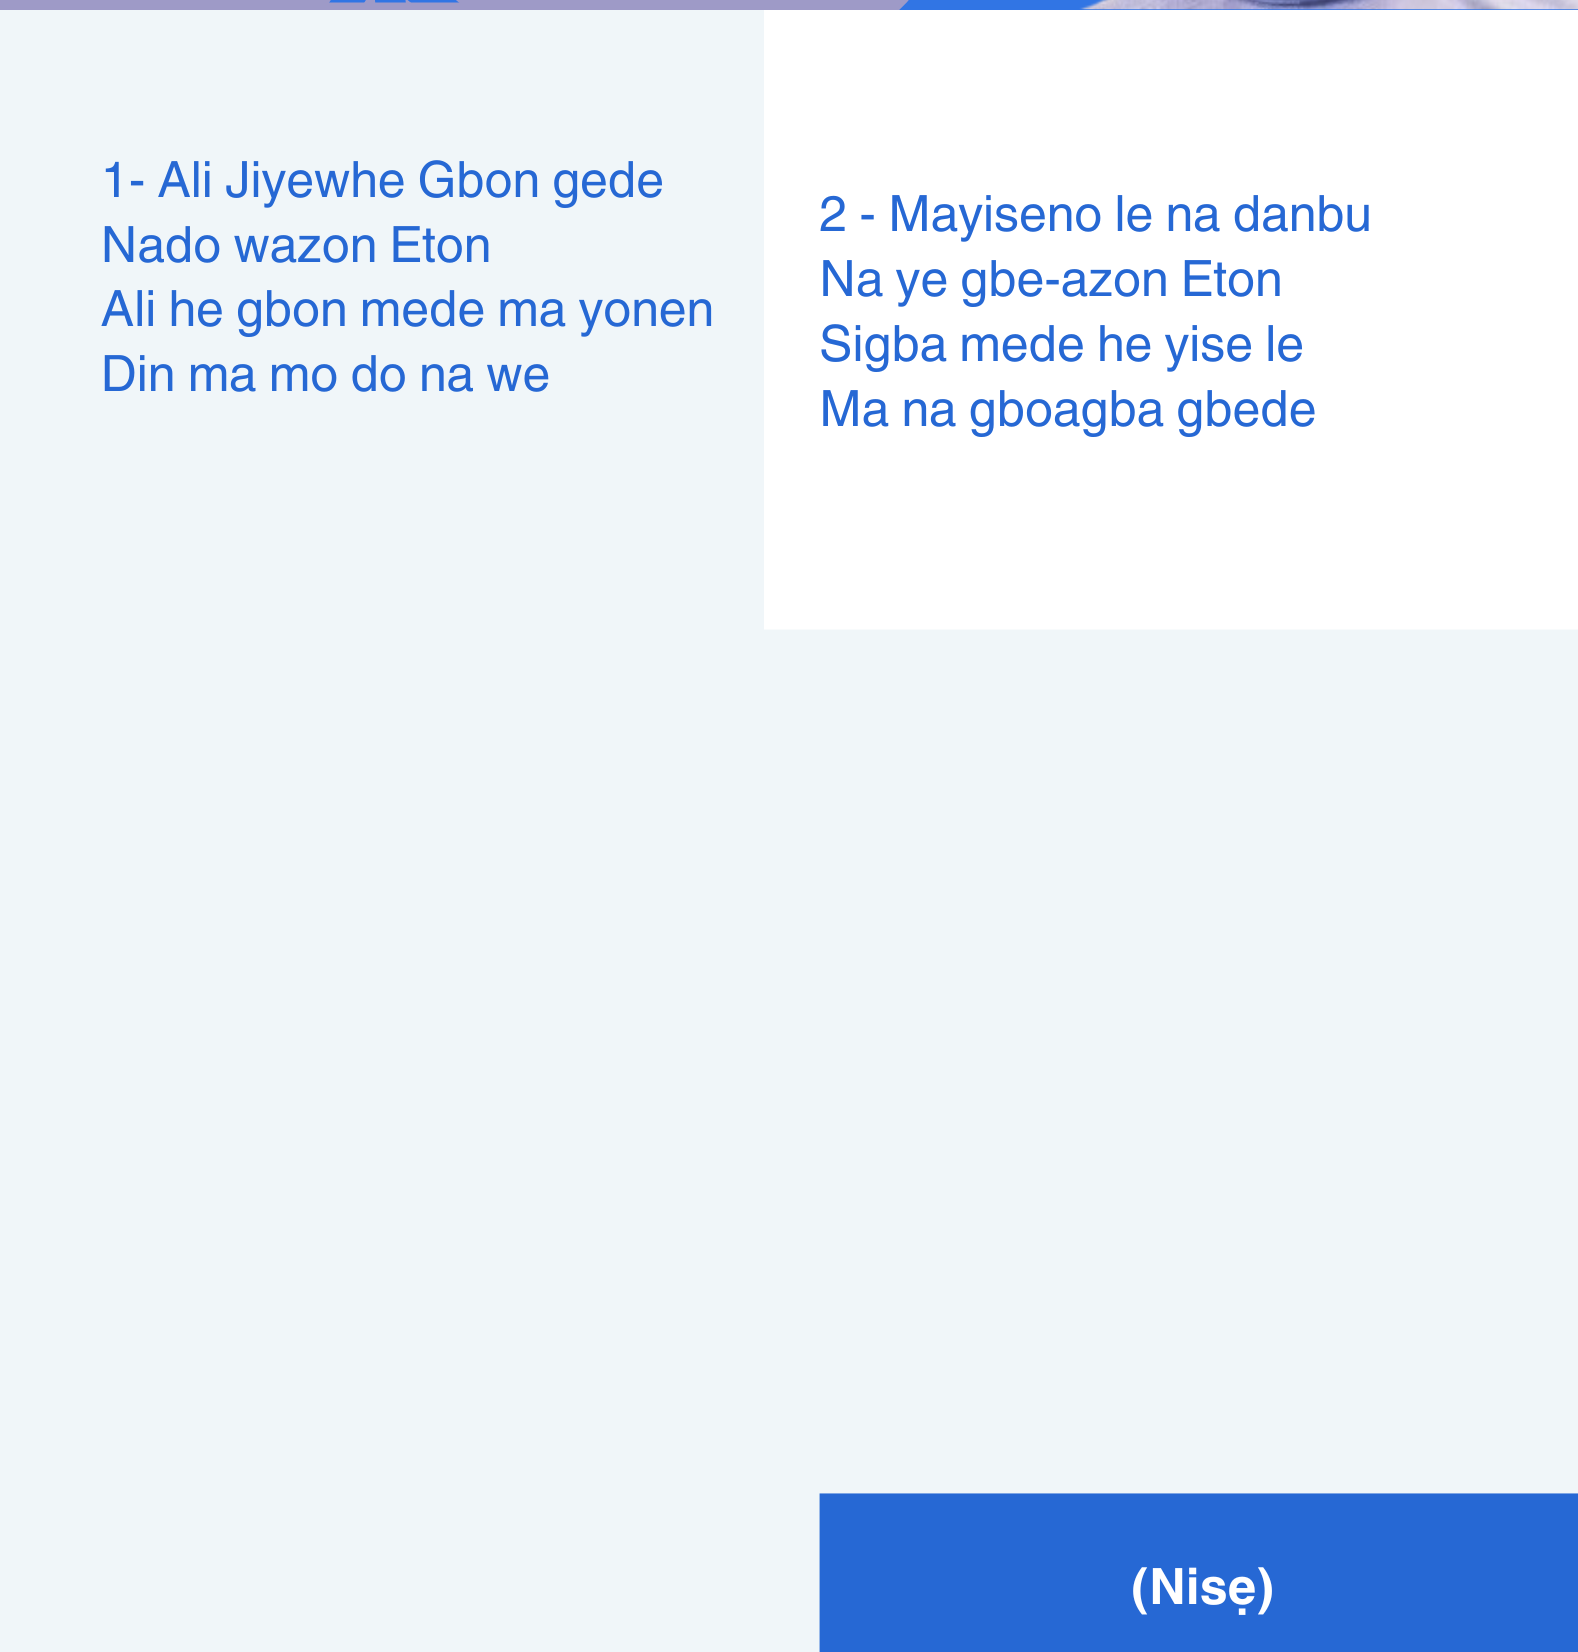 1- Ali Jiyewhe Gbon gede
Nado wazon Eton
Ali he gbon mede ma yonen
Din ma mo do na we
2 - Mayiseno le na danbu
Na ye gbe-azon Eton
Sigba mede he yise le
Ma na gboagba gbede
(Nisẹ)